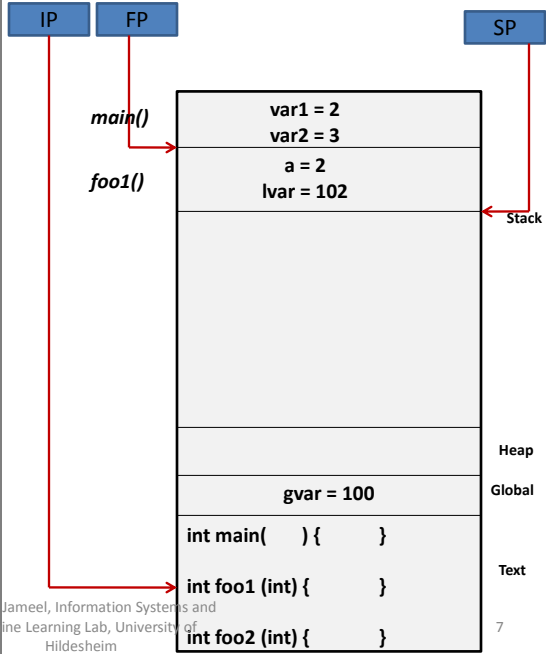 IP
FP
SP
main()
var1 = 2
var2 = 3
foo1()
a = 2
lvar = 102
Stack
Heap
gvar = 100
Global
int main( ) { }
Text
int foo1 (int) { }
Jameel, Information Systems and
ine Learning Lab, University of
Hildesheim
int foo2 (int) { }
7